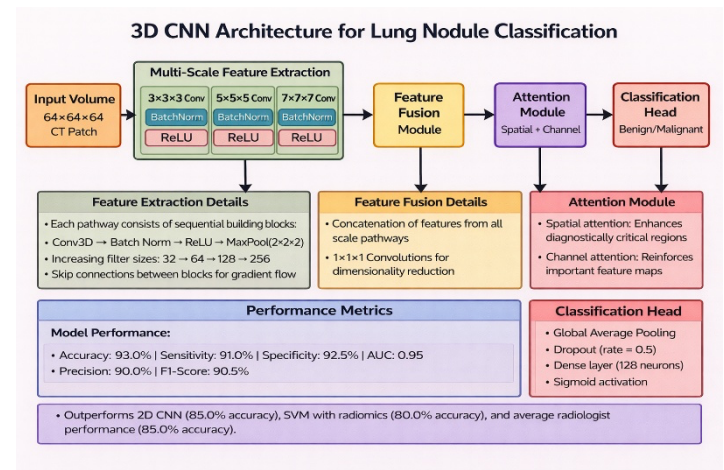 3D CNN Architecture for Lung Nodule Classification
Input Volume
64×64×64
CT Patch
Multi-Scale Feature Extraction
3×3×3 Conv
BatchNorm
ReLU
5×5×5 Conv
BatchNorm
ReLU
7×7×7 Conv
BatchNorm
ReLU
Feature
Fusion
Module
Attention
Module
Spatial + Channel
Classification
Head
Benign/Malignant
Feature Extraction Details
• Each pathway consists of sequential building blocks:
• Conv3D → Batch Norm → ReLU → MaxPool(2×2×2)
• Increasing filter sizes: 32 → 64 → 128 → 256
• Skip connections between blocks for gradient flow
Feature Fusion Details
• Concatenation of features from all
scale pathways
• 1×1×1 Convolutions for
dimensionality reduction
Attention Module
• Spatial attention: Enhances
diagnostically critical regions
• Channel attention: Reinforces
important feature maps
Performance Metrics
Model Performance:
• Accuracy: 93.0% | Sensitivity: 91.0% | Specificity: 92.5% | AUC: 0.95
• Precision: 90.0% | F1-Score: 90.5%
Classification Head
• Global Average Pooling
• Dropout (rate = 0.5)
• Dense layer (128 neurons)
• Sigmoid activation
• Outperforms 2D CNN (85.0% accuracy), SVM with radiomics (80.0% accuracy), and average radiologist
performance (85.0% accuracy).